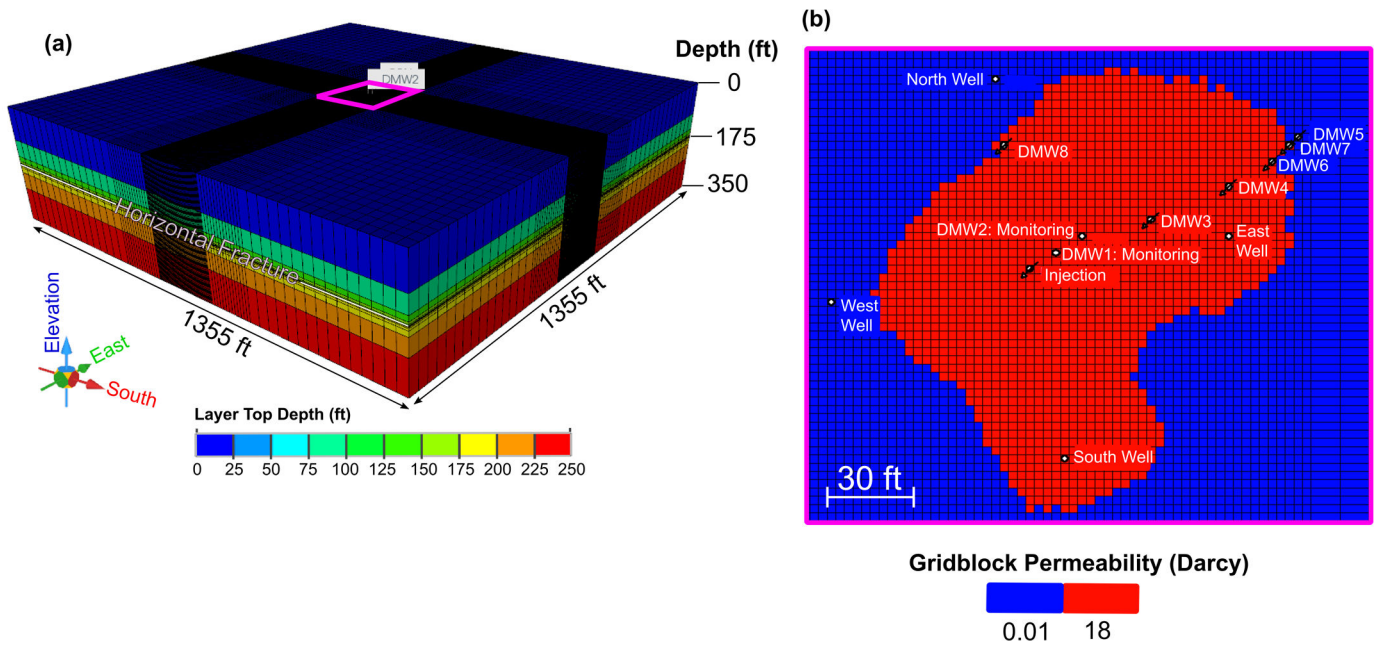 (a)
DMW2
Depth (ft)
0
175
350
Horizontal Fracture
1355 ft
1355 ft
Elevation
East
South
Layer Top Depth (ft)
0 25 50 75 100 125 150 175 200 225 250
(b)
North Well
DMW5
DMW7
DMW6
DMW8
DMW4
DMW3
DMW2: Monitoring
East
Well
DMW1: Monitoring
Injection
West
Well
South Well
30 ft
Gridblock Permeability (Darcy)
0.01 18